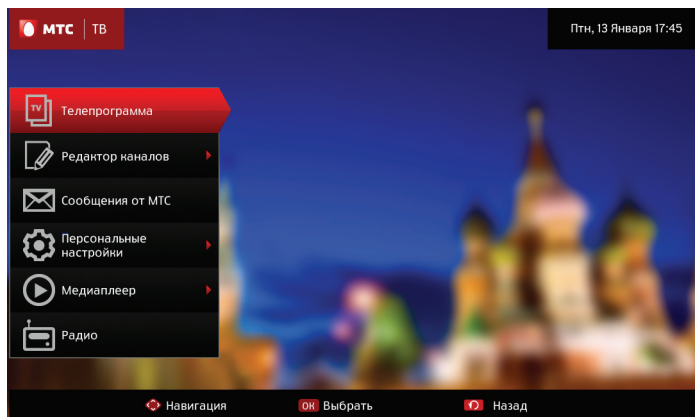 МТС ТВ
Птн, 13 Января 17:45
TV
Телепрограмма
Редактор каналов
Сообщения от МТС
Персональные
настройки
Медиаплеер
Радио
Навигация
OK Выбрать
Назад